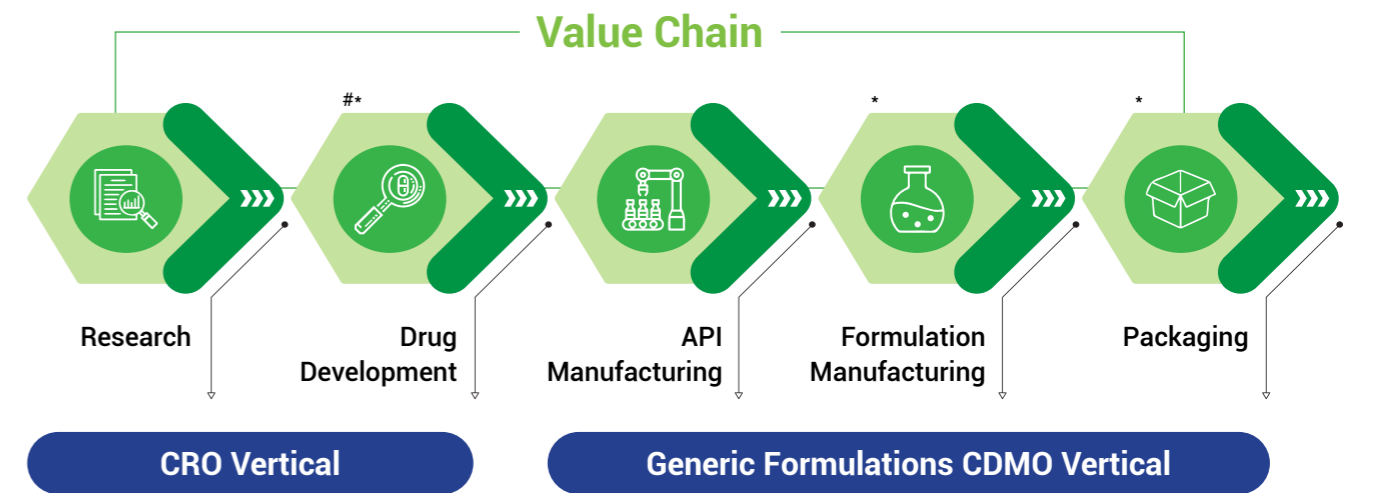 Value Chain
#*
*
*
Research
Drug
Development
API
Manufacturing
Formulation
Manufacturing
Packaging
CRO Vertical
Generic Formulations CDMO Vertical